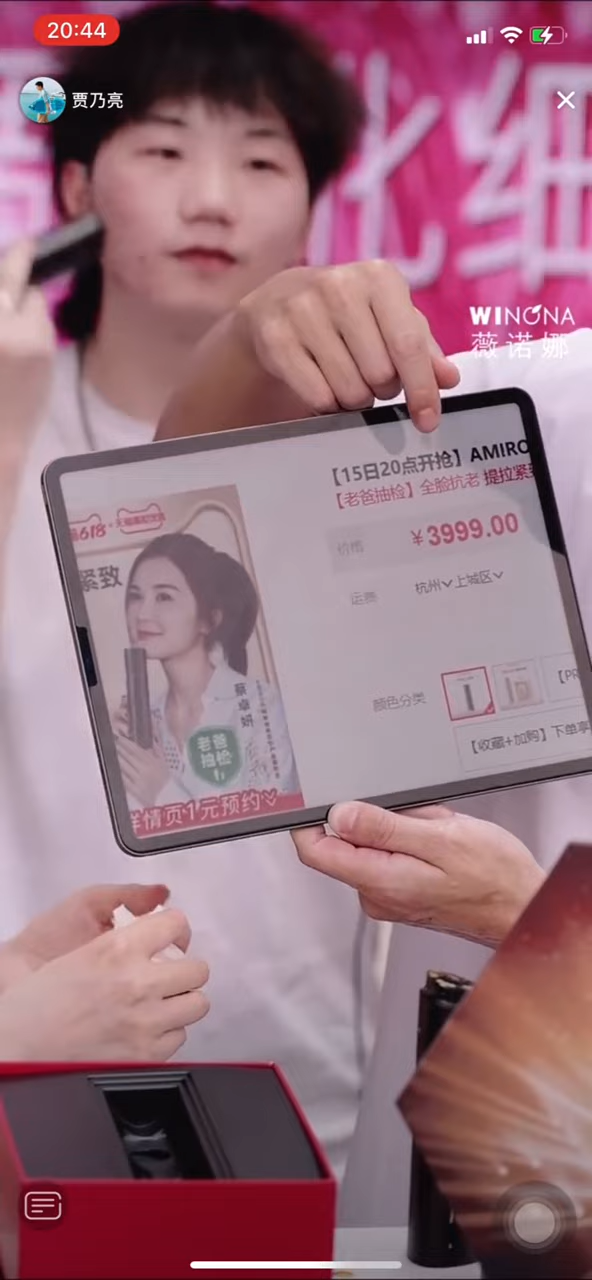 20:44
贾乃亮
化细
WINONA
薇诺娜
【15日20点开抢】AMIRO
【老爸抽检】全脸抗老 提拉紧致
价格
￥3999.00
运费
杭州 上城区
颜色分类
【PR
【收藏+加购】下单享
618
紧致
蔡卓妍
老爸
抽检
详情页1元预约